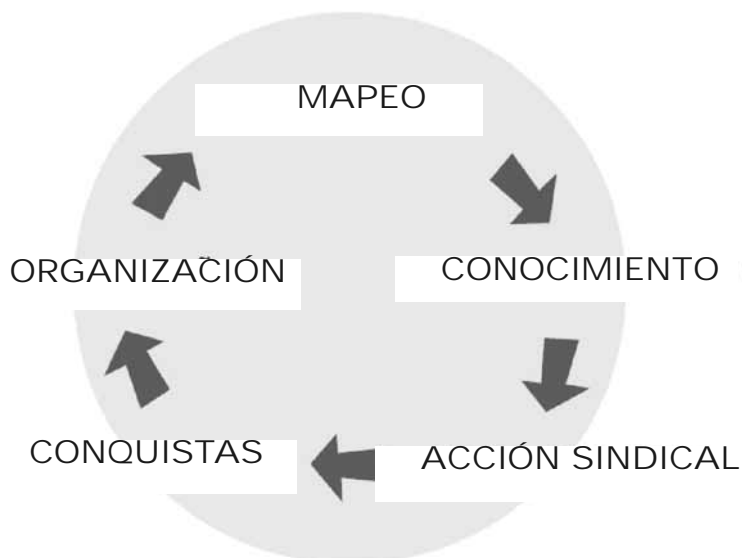 MAPEO
ORGANIZACIÓN
CONOCIMIENTO
CONQUISTAS
ACCIÓN SINDICAL